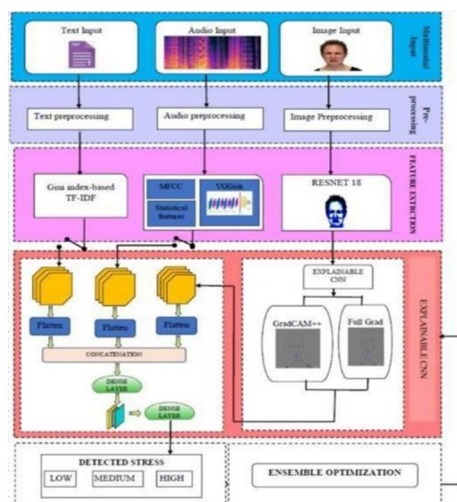 Text Input
Audio Input
Image Input
Multimodal
Input
TXT
Text preprocessing
Audio preprocessing
Image Preprocessing
Pre-
processing
Gini index-based
TF-IDF
MFCC
Statistical
features
VGGish
RESNET 18
FEATURE EXTRCTION
EXPLAINABLE
CNN
GradCAM++
Full Grad
EXPLAINABLE CNN
Flatten
Flatten
Flatten
CONCATENATION
DENSE
LAYER
DENSE
LAYER
DETECTED STRESS
LOW
MEDIUM
HIGH
ENSEMBLE OPTIMIZATION